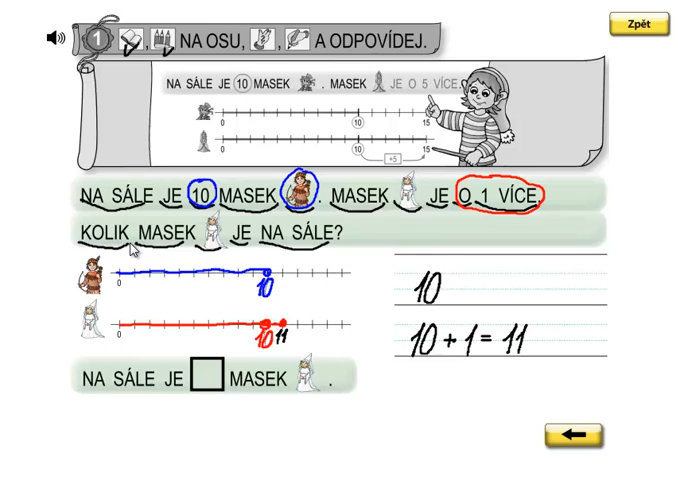 Zpět
1 , NA OSU, , A ODPOVÍDEJ.
NA SÁLE JE 10 MASEK . MASEK JE O 5 VÍCE.
0 10 15
0 10 15
+5
NA SÁLE JE 10 MASEK . MASEK JE O 1 VÍCE.
KOLIK MASEK JE NA SÁLE?
0 10
10
0 10 11
10 + 1 = 11
NA SÁLE JE MASEK .